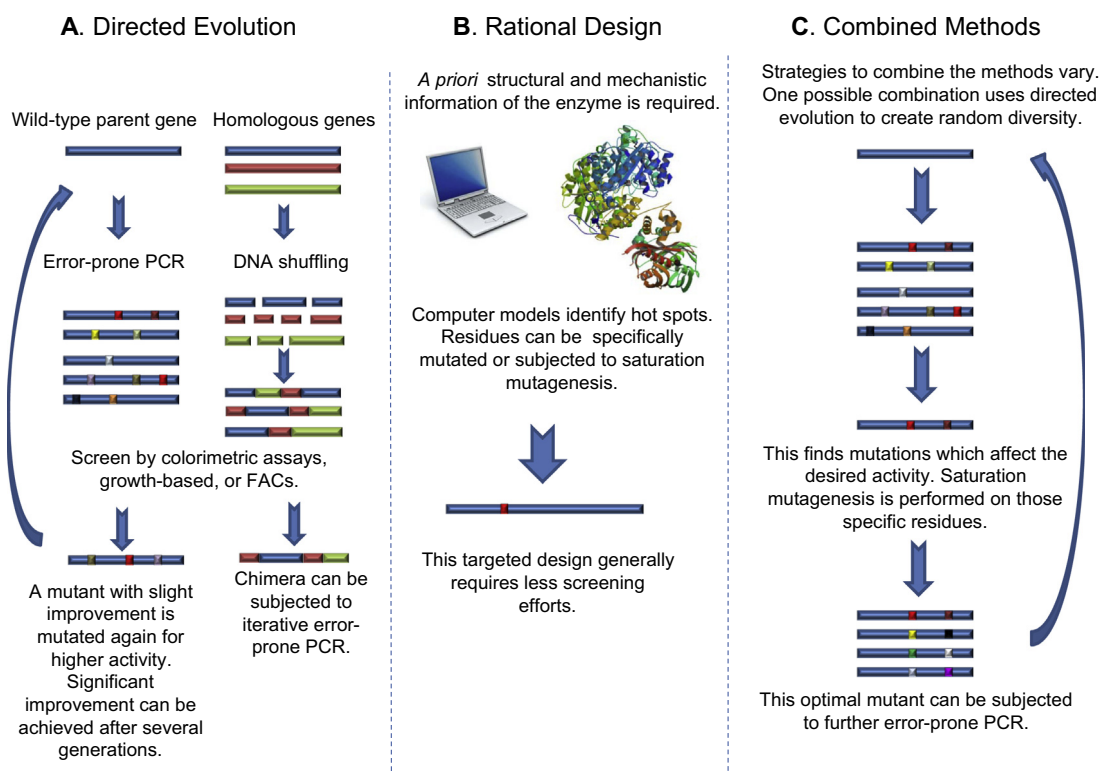 A. Directed Evolution
Wild-type parent gene
Homologous genes
Error-prone PCR
DNA shuffling
Screen by colorimetric assays,
growth-based, or FACs.
A mutant with slight
improvement is
mutated again for
higher activity.
Significant
improvement can be
achieved after several
generations.
Chimera can be
subjected to
iterative error-
prone PCR.
B. Rational Design
A priori structural and mechanistic
information of the enzyme is required.
Computer models identify hot spots.
Residues can be specifically
mutated or subjected to saturation
mutagenesis.
This targeted design generally
requires less screening
efforts.
C. Combined Methods
Strategies to combine the methods vary.
One possible combination uses directed
evolution to create random diversity.
This finds mutations which affect the
desired activity. Saturation
mutagenesis is performed on those
specific residues.
This optimal mutant can be subjected
to further error-prone PCR.